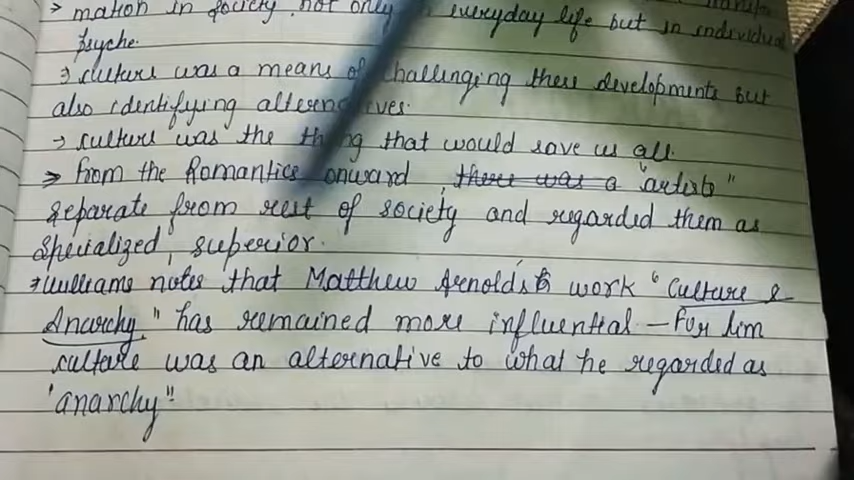 > mation in society not only everyday life but in individual
psyche.
→ culture was a means of challenging these developments but
also identifying alternatives.
→ culture was the thing that would save us all.
→ from the Romantics onward, ~~there was a~~ "artists"
separate from rest of society and regarded them as
specialized, superior.
→ Williams notes that Matthew Arnold's work "Culture &
Anarchy" has remained more influential — For him
culture was an alternative to what he regarded as
'anarchy"